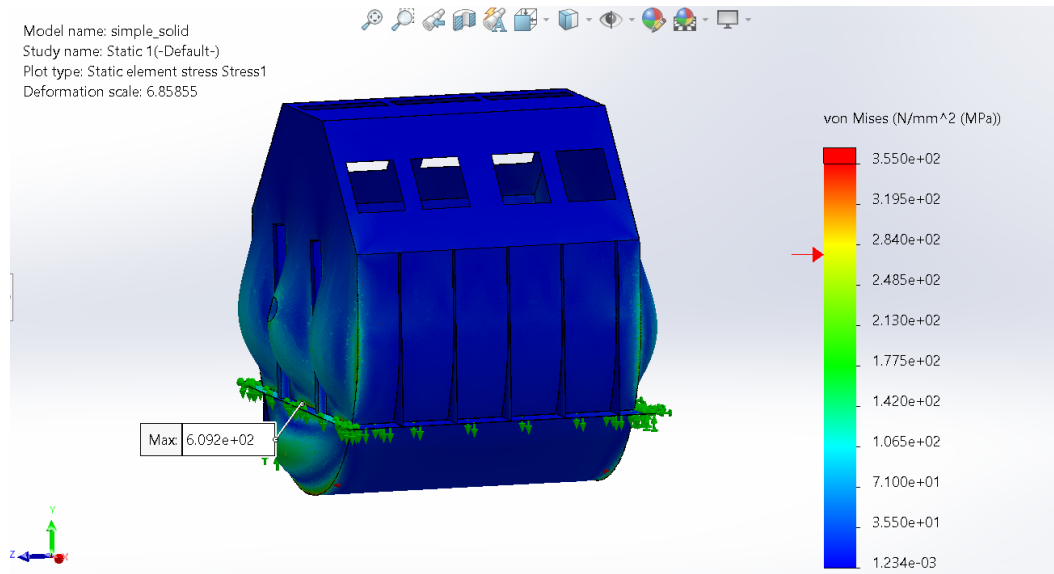 Model name: simple_solid
Study name: Static 1(-Default-)
Plot type: Static element stress Stress1
Deformation scale: 6.85855
von Mises (N/mm^2 (MPa))
3.550e+02
3.195e+02
2.840e+02
2.485e+02
2.130e+02
1.775e+02
1.420e+02
1.065e+02
7.100e+01
3.550e+01
1.234e-03
Max: 6.092e+02
Y
Z
X